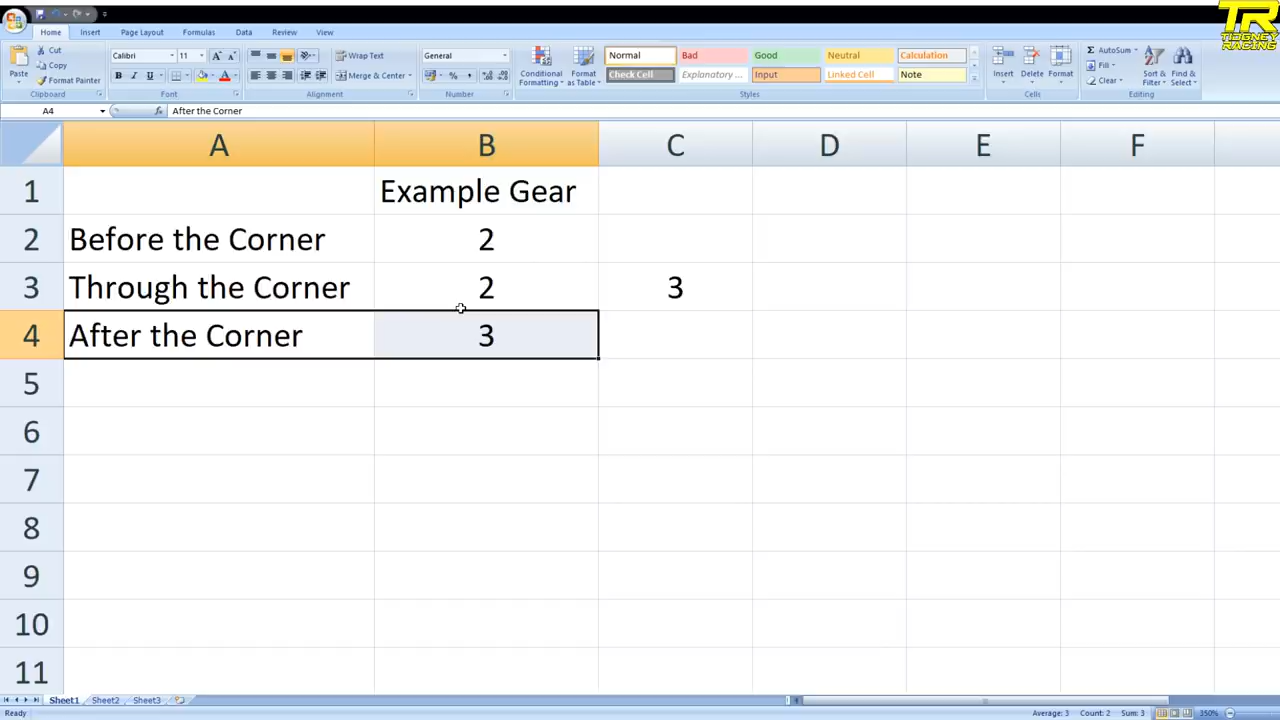 TR
TIDGNEY
RACING
Home Insert Page Layout Formulas Data Review View
Paste
Cut
Copy
Format Painter
Clipboard
Calibri 11
B I U
Font
Wrap Text
Merge & Center
Alignment
General
Number
Conditional Formatting
Format as Table
Normal Bad Good Neutral Calculation
Check Cell Explanatory ... Input Linked Cell Note
Styles
Insert Delete Format
Cells
Σ AutoSum
Fill
Clear
Sort & Filter
Find & Select
Editing
A4 fx After the Corner
A B C D E F
1 Example Gear
2 Before the Corner 2
3 Through the Corner 2 3
4 After the Corner 3
5
6
7
8
9
10
11
Sheet1 Sheet2 Sheet3
Ready Average: 3 Count: 2 Sum: 3 350%